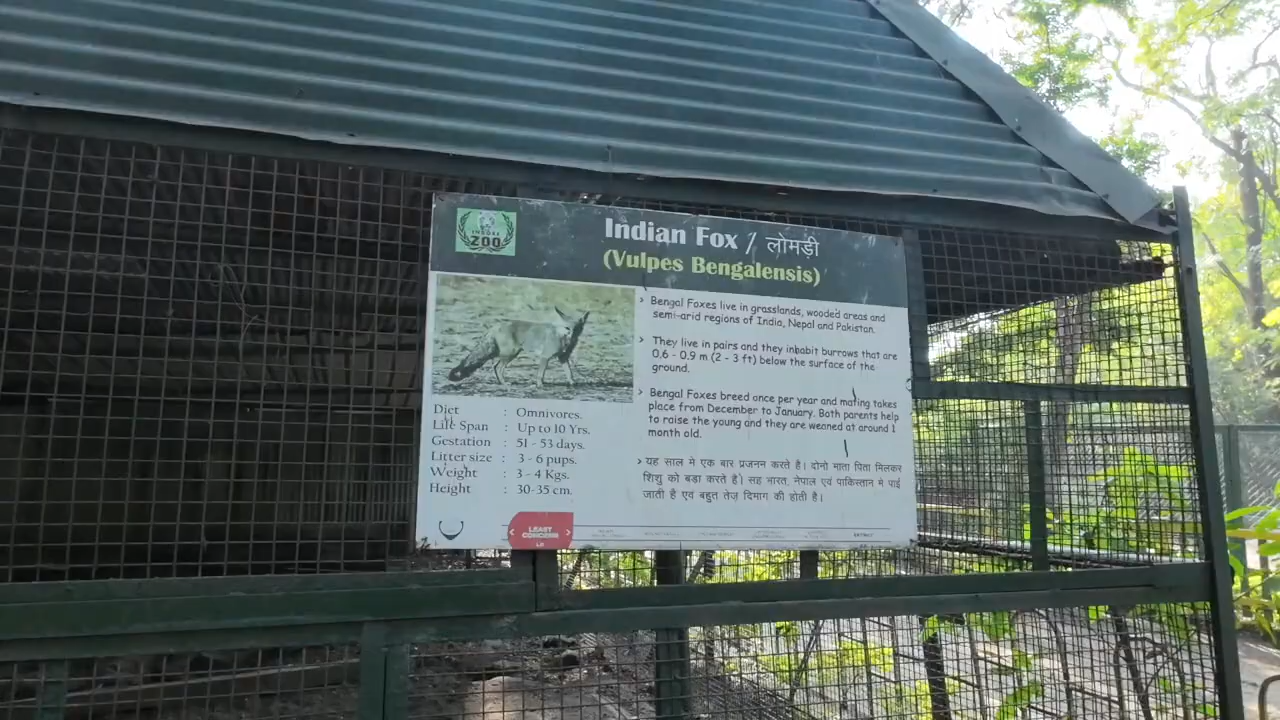 INDORE
ZOO
Indian Fox / लोमड़ी
(Vulpes Bengalensis)
› Bengal Foxes live in grasslands, wooded areas and
semi-arid regions of India, Nepal and Pakistan.
› They live in pairs and they inhabit burrows that are
0,6 - 0.9 m (2 - 3 ft) below the surface of the
ground.
› Bengal Foxes breed once per year and mating takes
place from December to January. Both parents help
to raise the young and they are weaned at around 1
month old.
› यह साल मे एक बार प्रजनन करते है। दोनो माता पिता मिलकर
शिशु को बडा करते है। सह भारत, नेपाल एवं पाकिस्तान मे पाई
जाती है एवं बहुत तेज़ दिमाग की होती है।
Diet : Omnivores.
Life Span : Up to 10 Yrs.
Gestation : 51 - 53 days.
Litter size : 3 - 6 pups.
Weight : 3 - 4 Kgs.
Height : 30-35 cm.
LEAST
CONCERN
EXTINCT